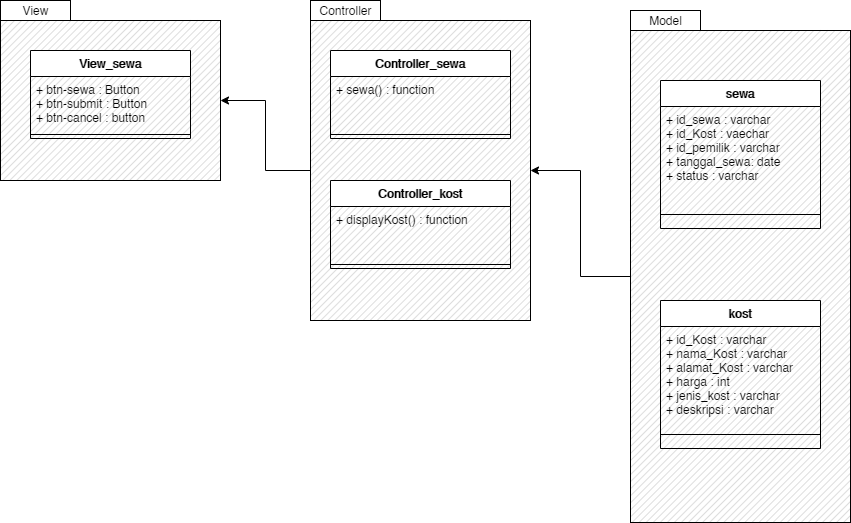 View
View_sewa
+ btn-sewa : Button
+ btn-submit : Button
+ btn-cancel : button
Controller
Controller_sewa
+ sewa() : function
Controller_kost
+ displayKost() : function
Model
sewa
+ id_sewa : varchar
+ id_Kost : vaechar
+ id_pemilik : varchar
+ tanggal_sewa: date
+ status : varchar
kost
+ id_Kost : varchar
+ nama_Kost : varchar
+ alamat_Kost : varchar
+ harga : int
+ jenis_kost : varchar
+ deskripsi : varchar